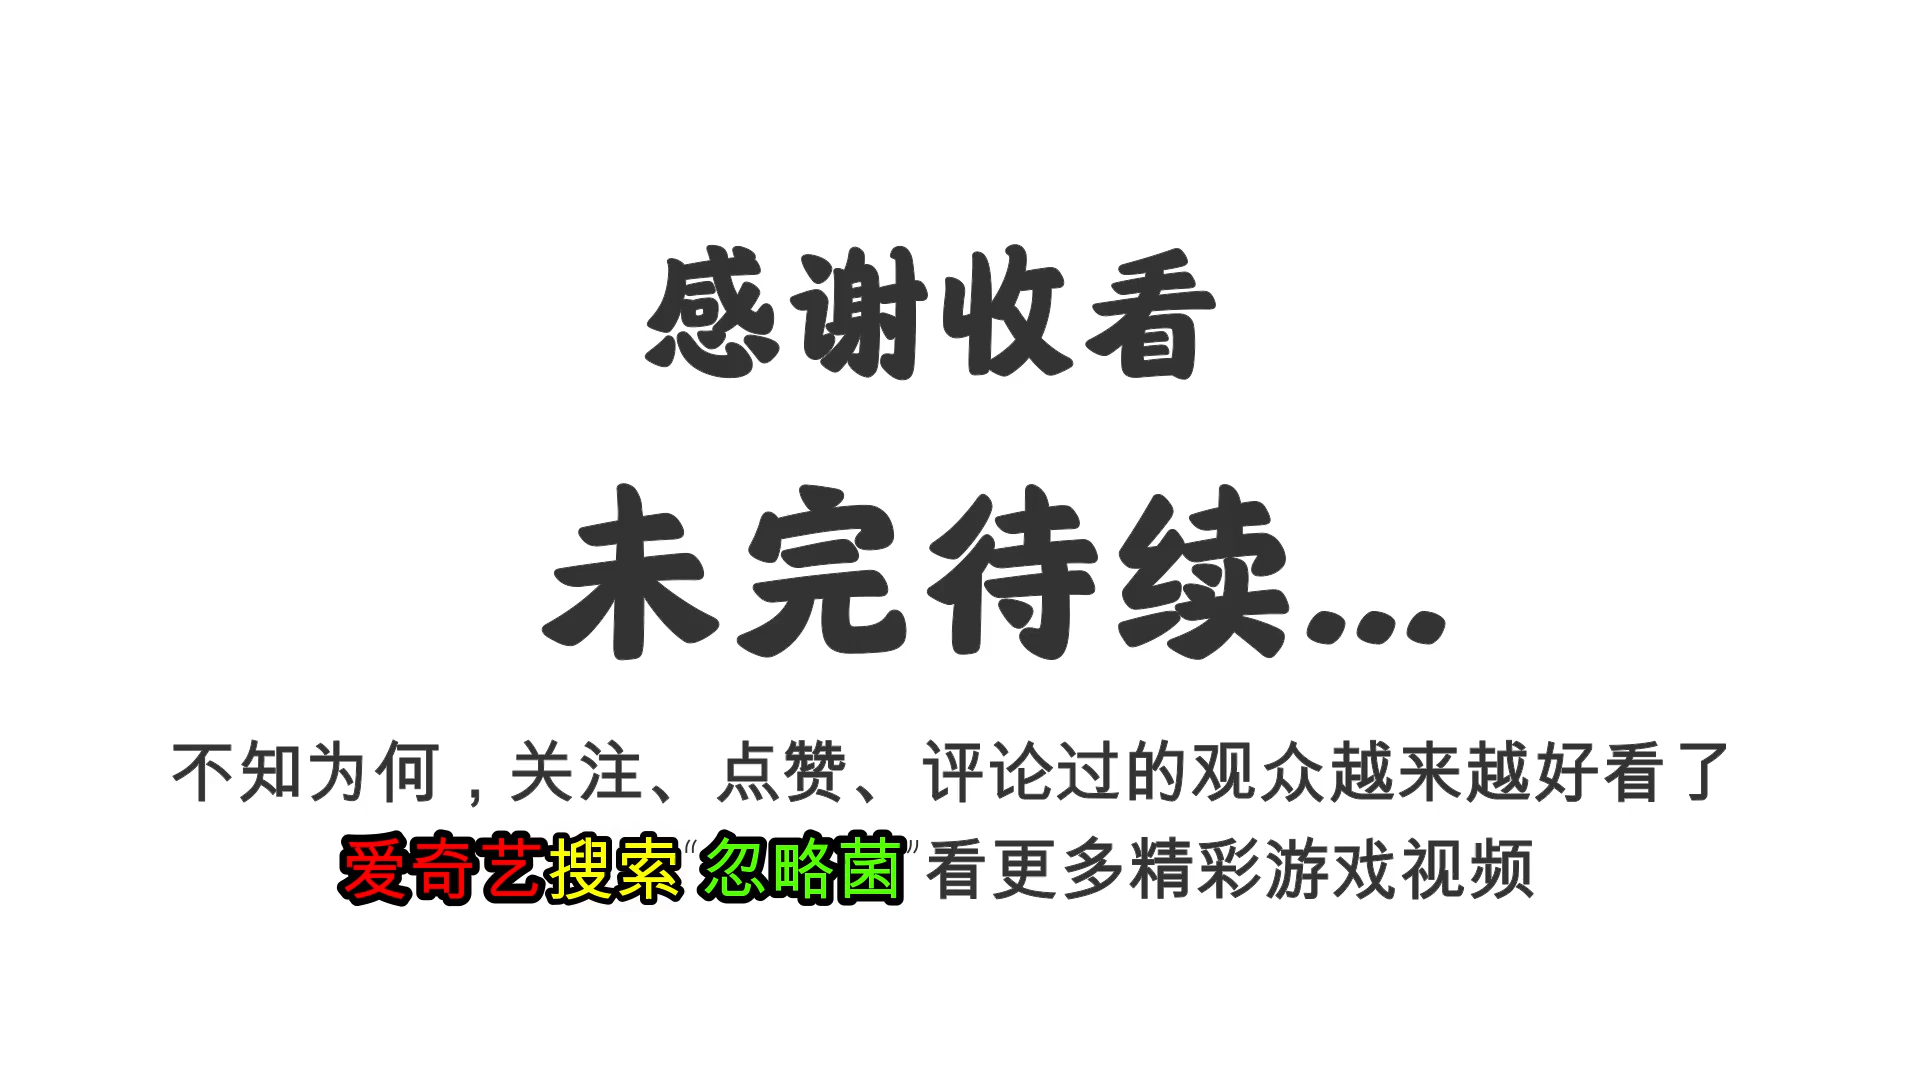 感谢收看
未完待续...
不知为何，关注、点赞、评论过的观众越来越好看了
爱奇艺搜索“忽略菌”看更多精彩游戏视频